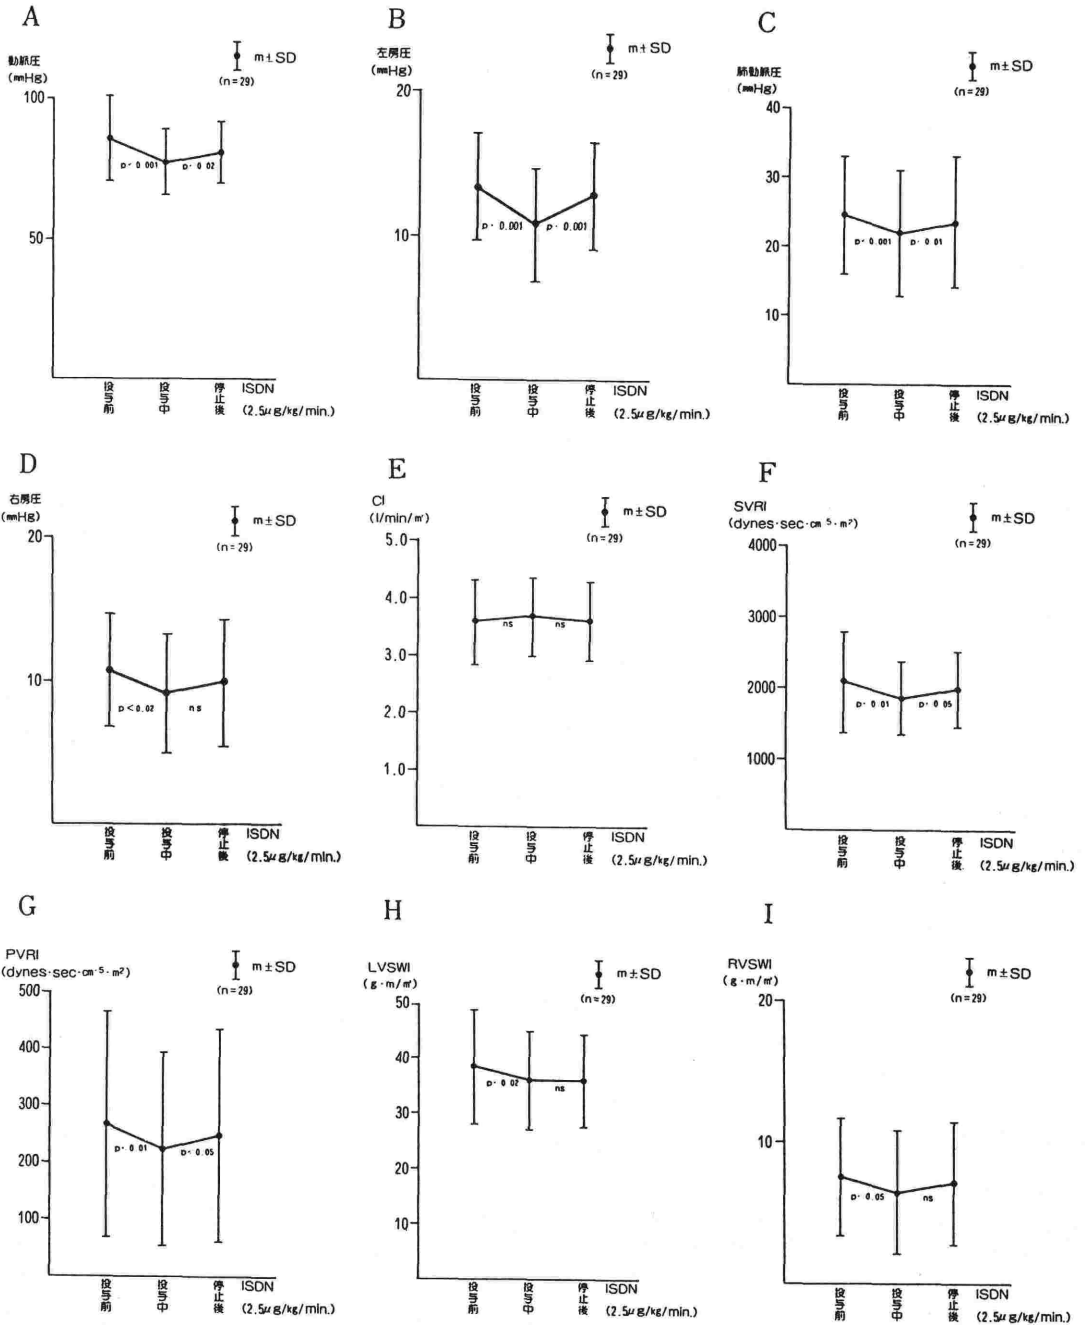 A
動脈圧
(mmHg)
m±SD
(n=29)
100
50
p< 0.001
p< 0.02
投与前
投与中
停止後
ISDN
(2.5μg/kg/min.)
B
左房圧
(mmHg)
m±SD
(n=29)
20
10
p< 0.001
p< 0.001
投与前
投与中
停止後
ISDN
(2.5μg/kg/min.)
C
肺動脈圧
(mmHg)
m±SD
(n=29)
40
30
20
10
p< 0.001
p< 0.01
投与前
投与中
停止後
ISDN
(2.5μg/kg/min.)
D
右房圧
(mmHg)
m±SD
(n=29)
20
10
p<0.02
ns
投与前
投与中
停止後
ISDN
(2.5μg/kg/min.)
E
CI
(l/min/㎡)
m±SD
(n=29)
5.0
4.0
3.0
2.0
1.0
ns
ns
投与前
投与中
停止後
ISDN
(2.5μg/kg/min.)
F
SVRI
(dynes·sec·cm⁻⁵·m²)
m±SD
(n=29)
4000
3000
2000
1000
p< 0.01
p< 0.05
投与前
投与中
停止後
ISDN
(2.5μg/kg/min.)
G
PVRI
(dynes·sec·cm⁻⁵·m²)
m±SD
(n=29)
500
400
300
200
100
p< 0.01
p< 0.05
投与前
投与中
停止後
ISDN
(2.5μg/kg/min.)
H
LVSWI
(g·m/㎡)
m±SD
(n=29)
50
40
30
20
10
p< 0.02
ns
投与前
投与中
停止後
ISDN
(2.5μg/kg/min.)
I
RVSWI
(g·m/㎡)
m±SD
(n=29)
20
10
p< 0.05
ns
投与前
投与中
停止後
ISDN
(2.5μg/kg/min.)